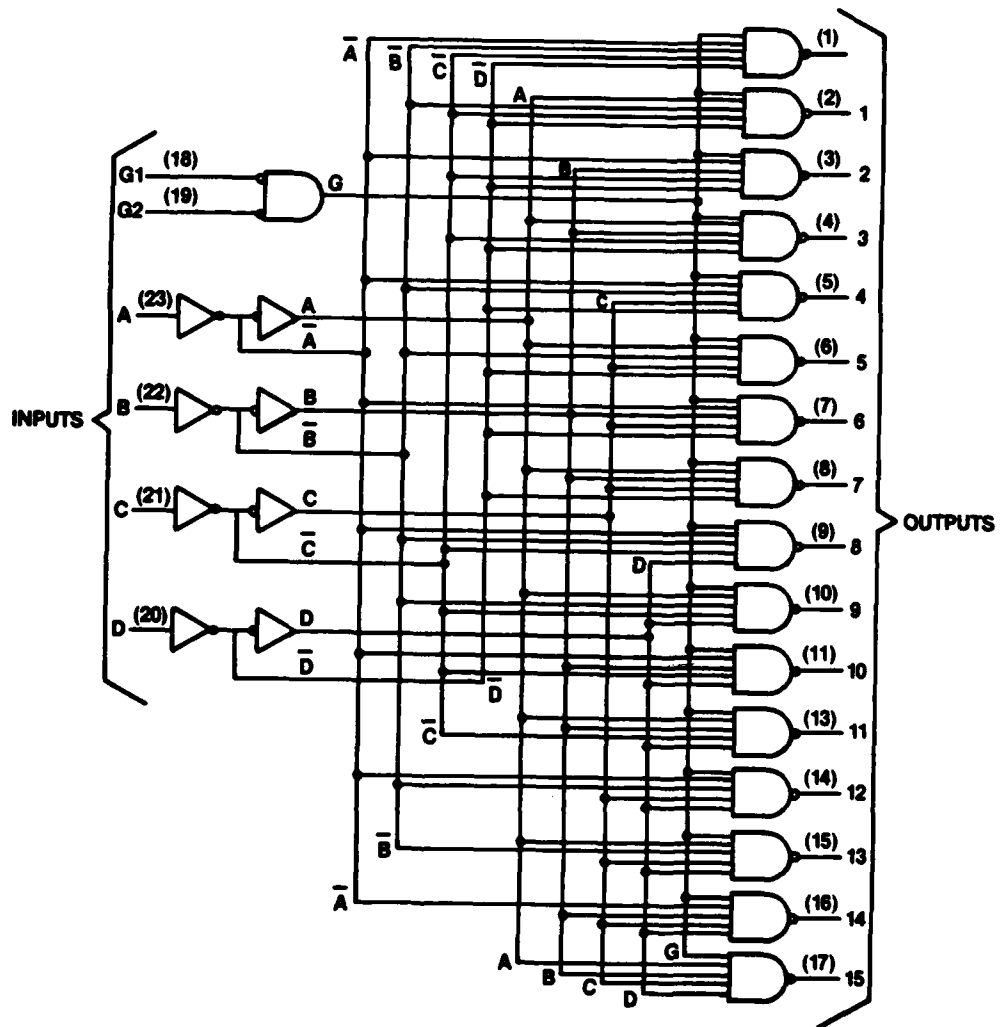 A̅ B̅ C̅ D̅ (1)
A (2) 1
G1 (18) G B (3) 2
G2 (19)
(4) 3
C (5) 4
A (23) A
A̅
(6) 5
B (22) B (7) 6
INPUTS
B̅
(8) 7
C (21) C
OUTPUTS
C̅ D (9) 8
(10) 9
D (20) D
D̅ D̅ (11) 10
C̅ (13) 11
(14) 12
B̅ (15) 13
A̅ (16) 14
A B C D G (17) 15